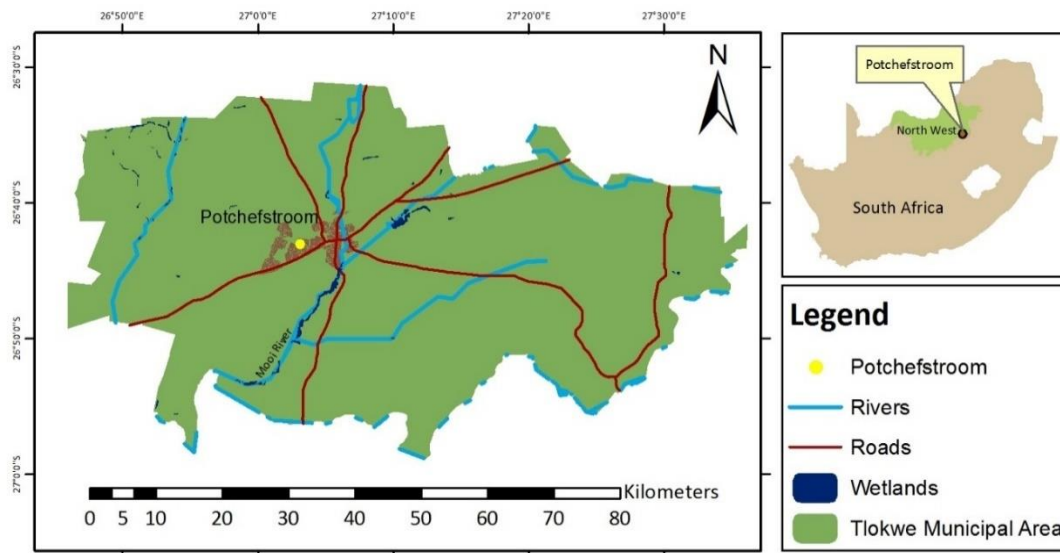 26°50'0"E 27°0'0"E 27°10'0"E 27°20'0"E 27°30'0"E
26°30'0"S
26°40'0"S
26°50'0"S
27°0'0"S
N
Potchefstroom
Mooi River
Kilometers
0 5 10 20 30 40 50 60 70 80
Potchefstroom
North West
South Africa
Legend
Potchefstroom
Rivers
Roads
Wetlands
Tlokwe Municipal Area